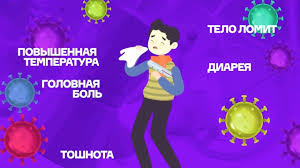 ТЕЛО ЛОМИТ
ПОВЫШЕННАЯ
ТЕМПЕРАТУРА
ДИАРЕЯ
ГОЛОВНАЯ
БОЛЬ
ТОШНОТА